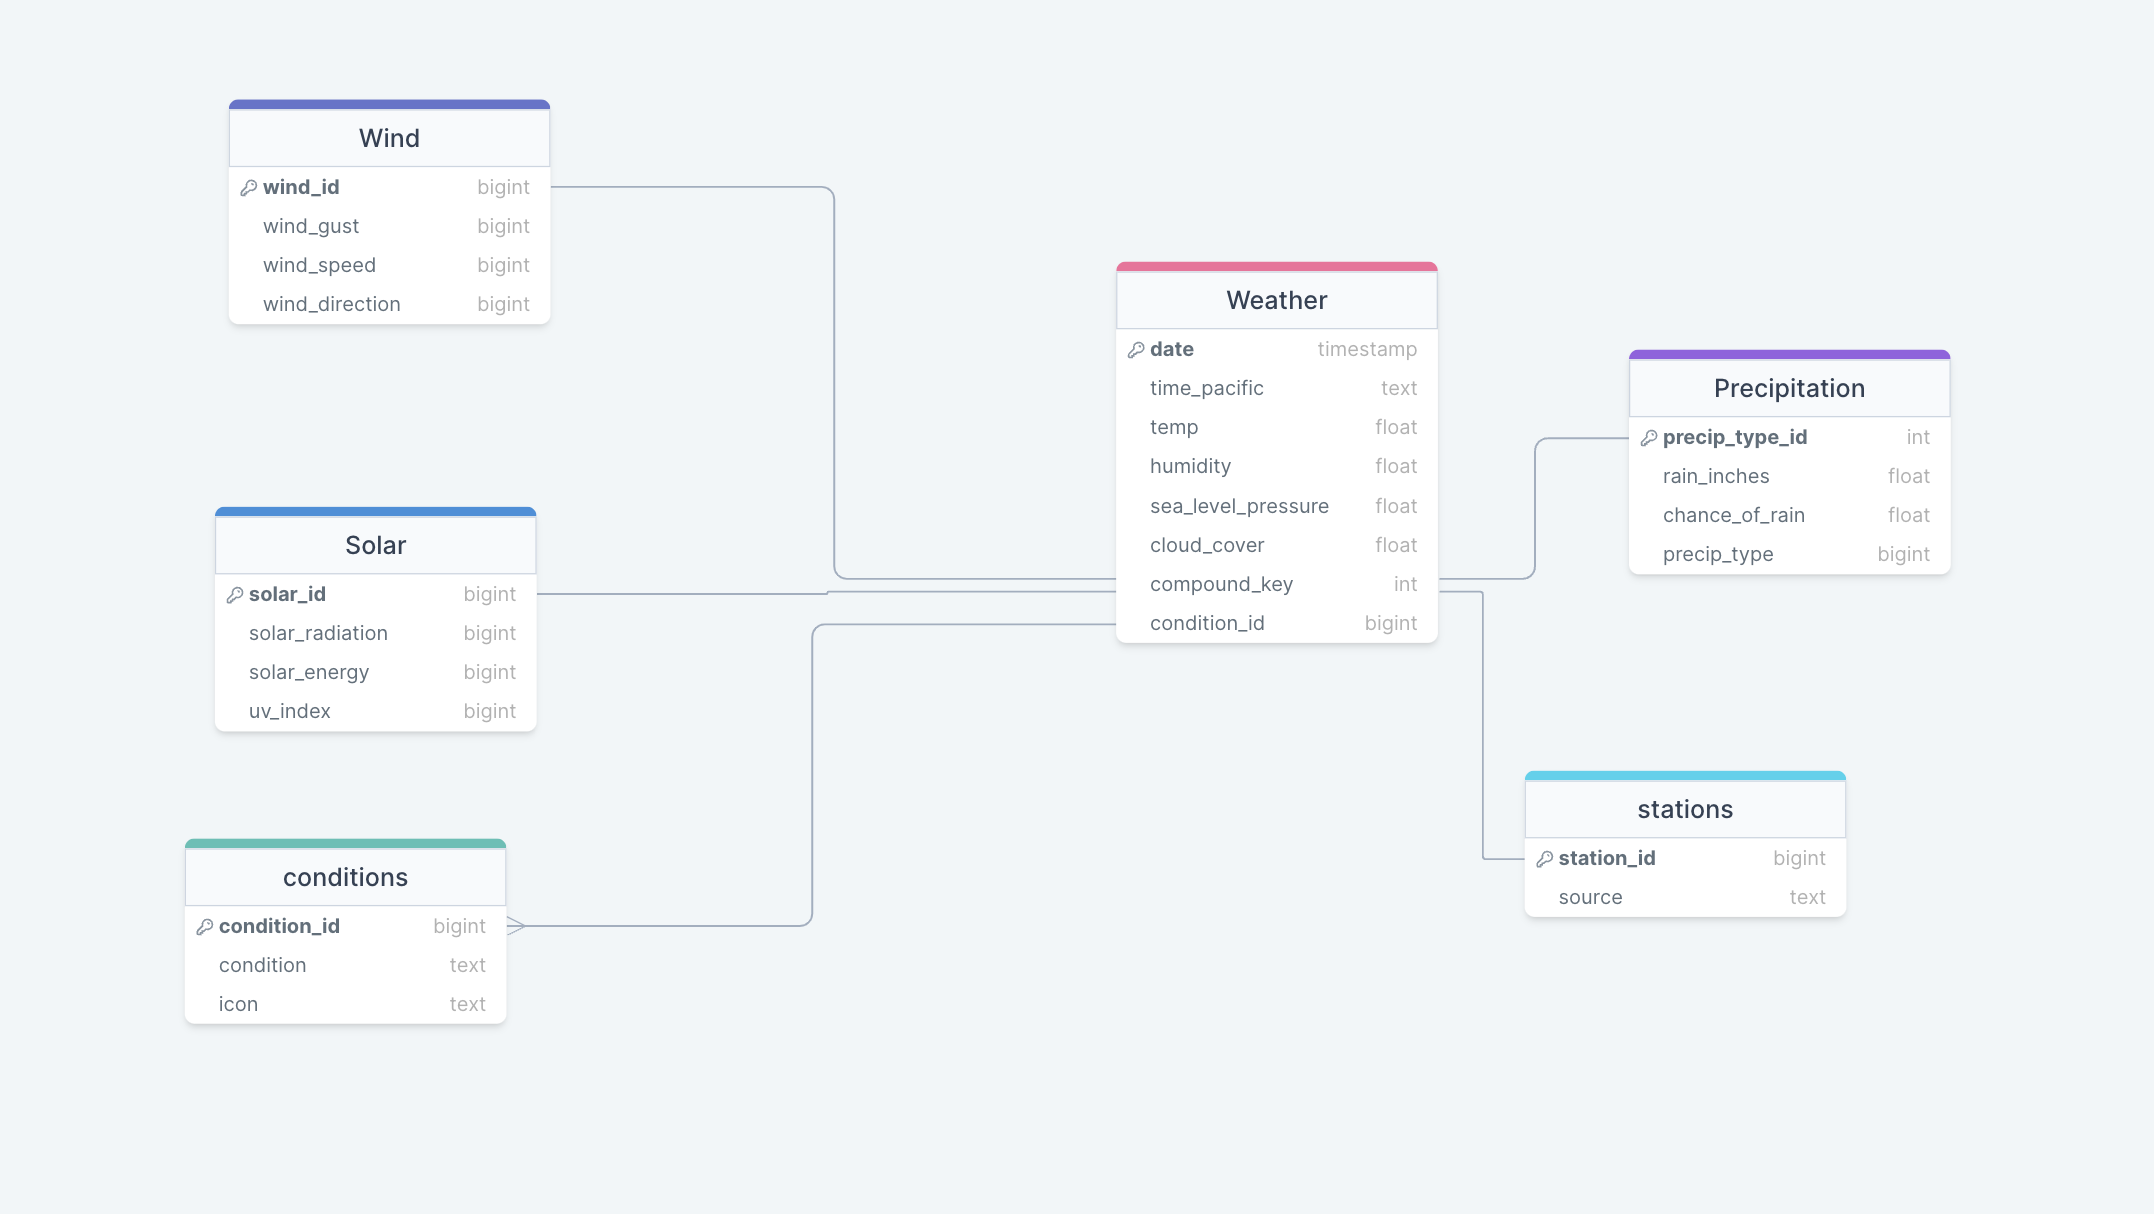 Wind
wind_id bigint
wind_gust bigint
wind_speed bigint
wind_direction bigint
Solar
solar_id bigint
solar_radiation bigint
solar_energy bigint
uv_index bigint
conditions
condition_id bigint
condition text
icon text
Weather
date timestamp
time_pacific text
temp float
humidity float
sea_level_pressure float
cloud_cover float
compound_key int
condition_id bigint
Precipitation
precip_type_id int
rain_inches float
chance_of_rain float
precip_type bigint
stations
station_id bigint
source text